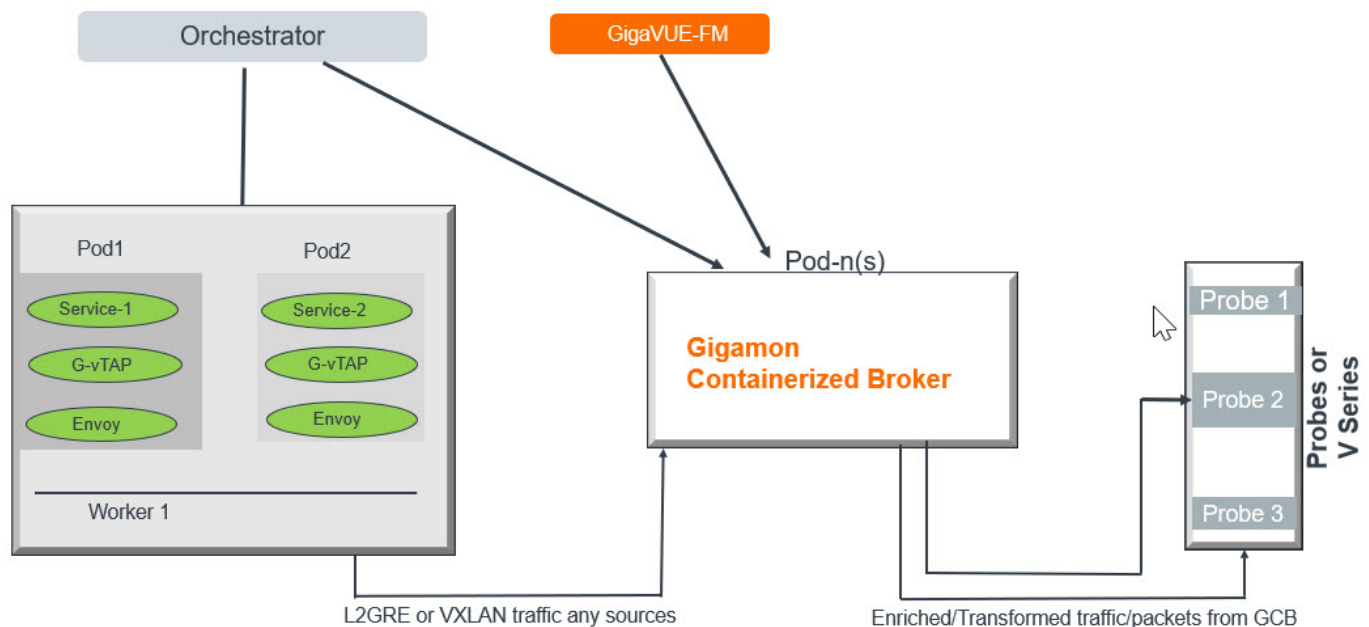 Orchestrator
GigaVUE-FM
Pod1
Pod2
Service-1
Service-2
G-vTAP
G-vTAP
Envoy
Envoy
Worker 1
Pod-n(s)
Gigamon
Containerized Broker
Probe 1
Probe 2
Probe 3
Probes or
V Series
L2GRE or VXLAN traffic any sources
Enriched/Transformed traffic/packets from GCB